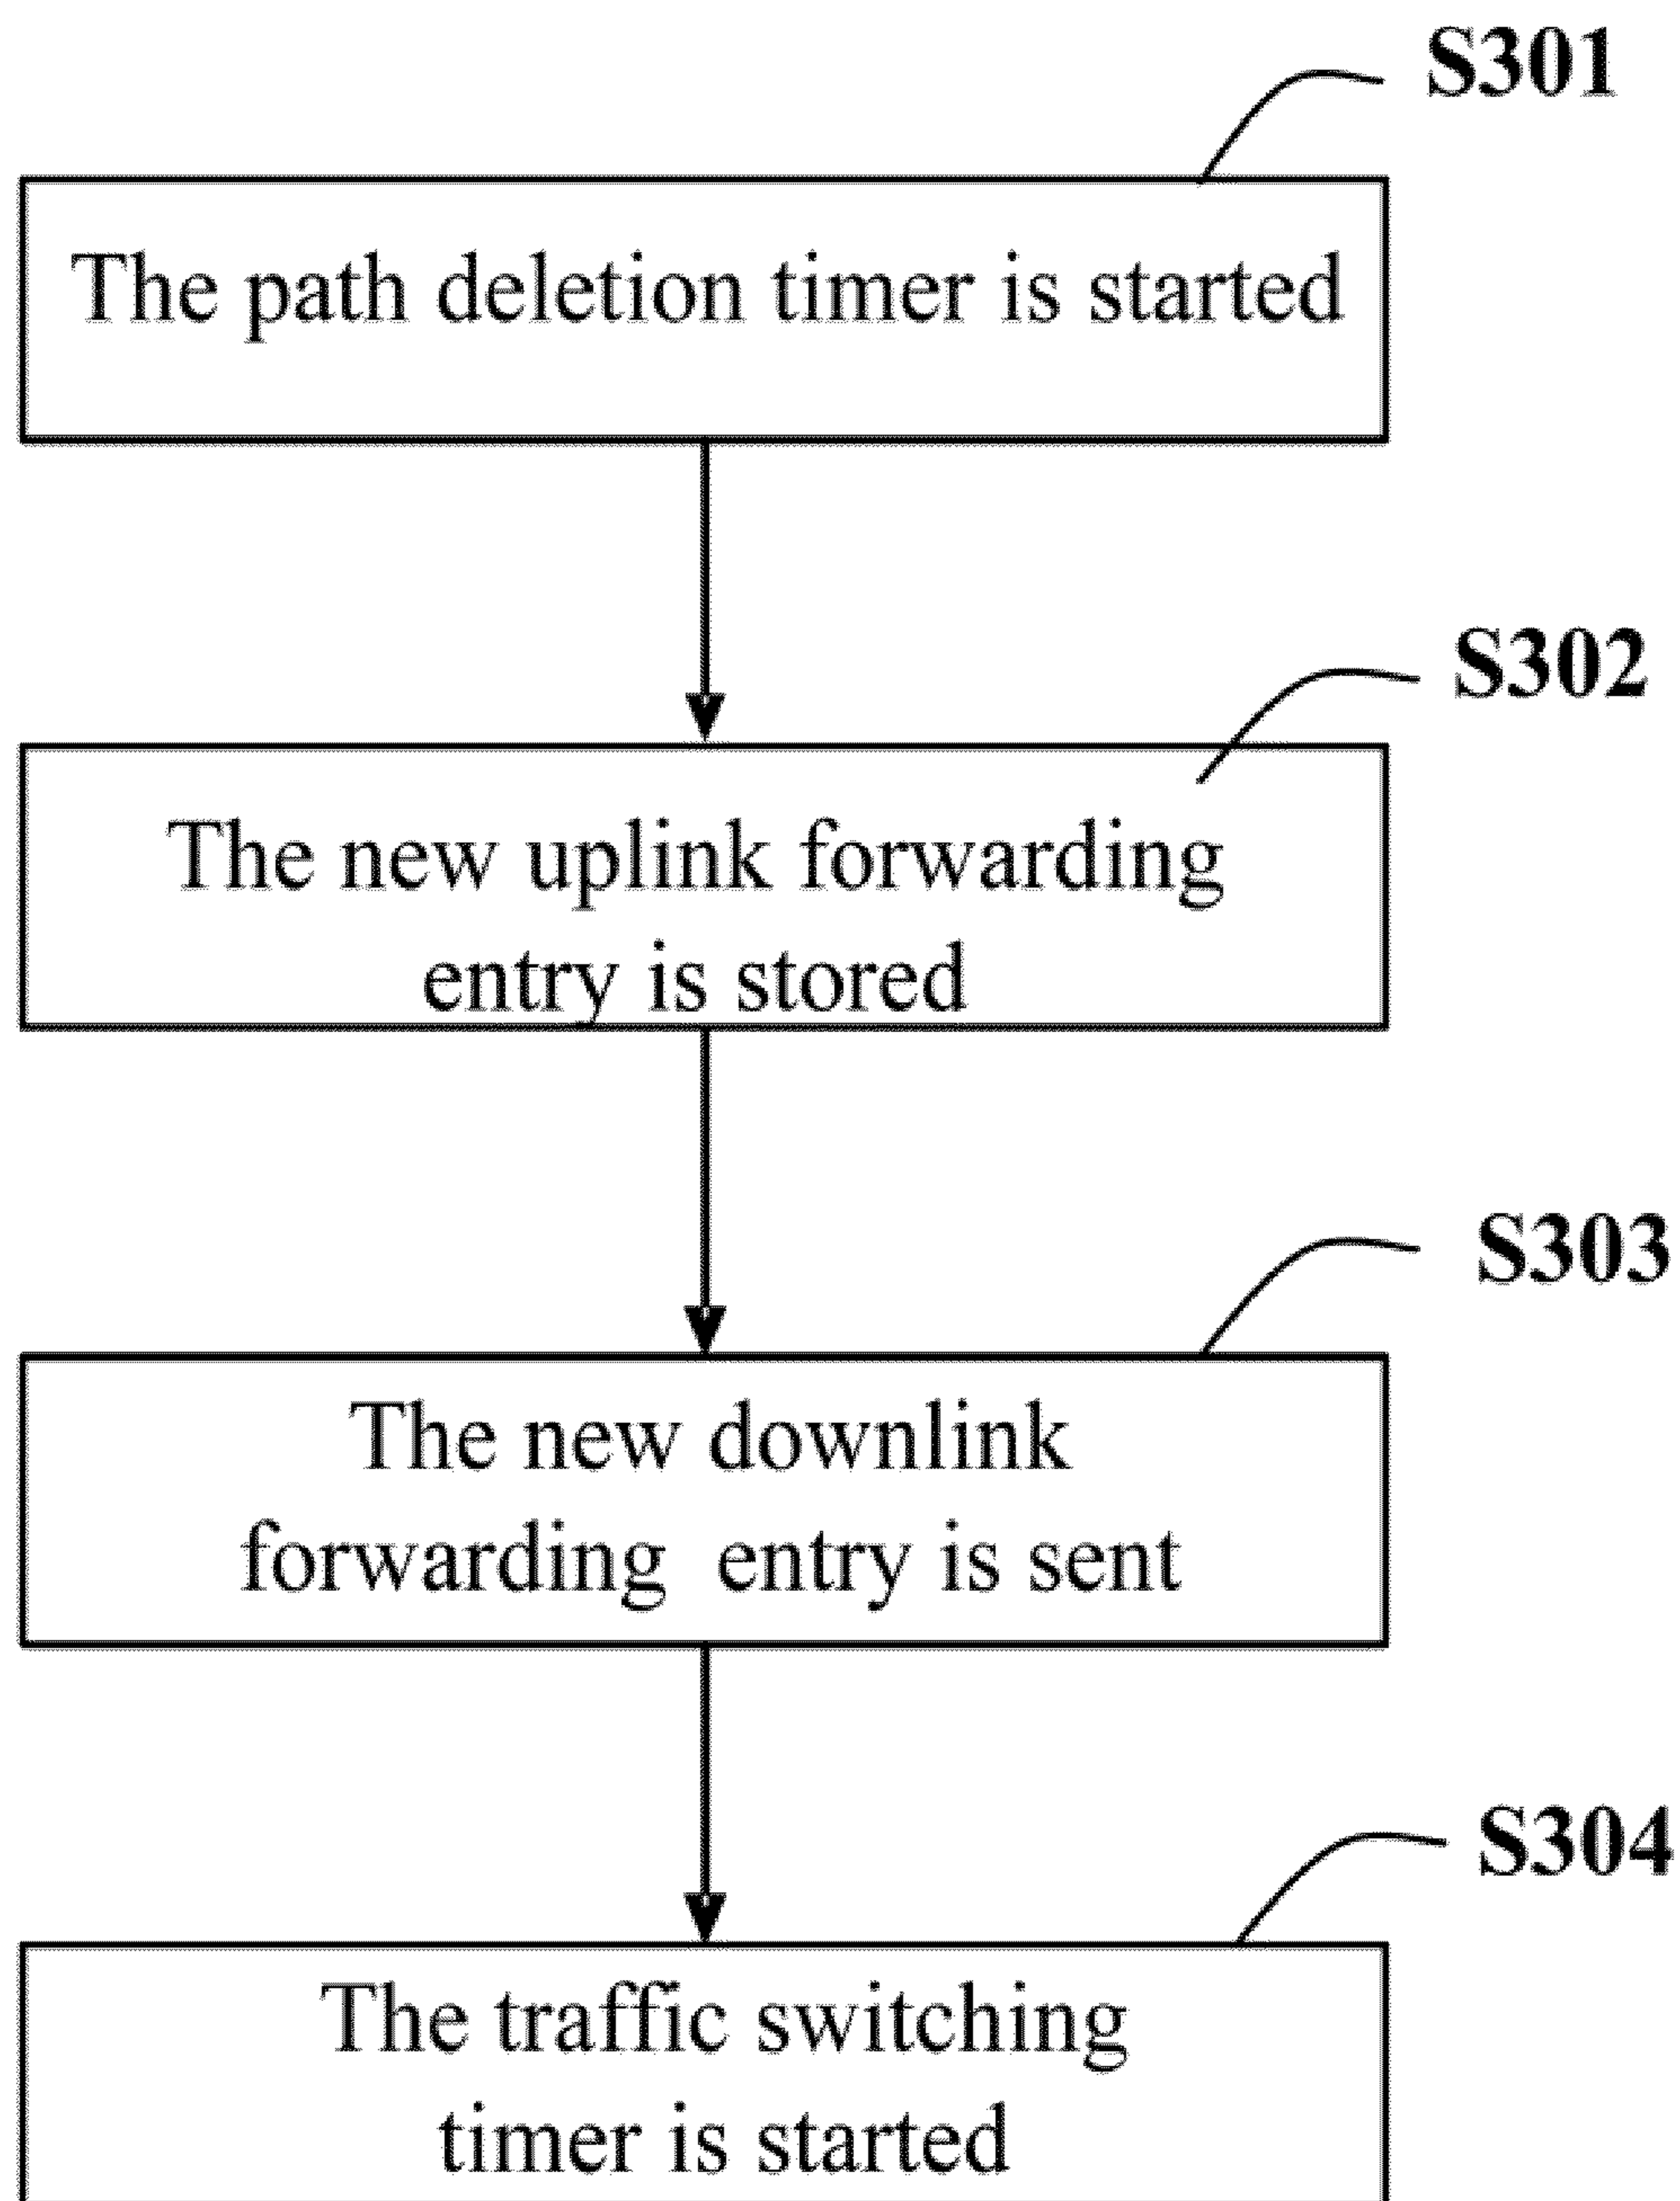 S301
The path deletion timer is started
S302
The new uplink forwarding
entry is stored
S303
The new downlink
forwarding entry is sent
S304
The traffic switching
timer is started